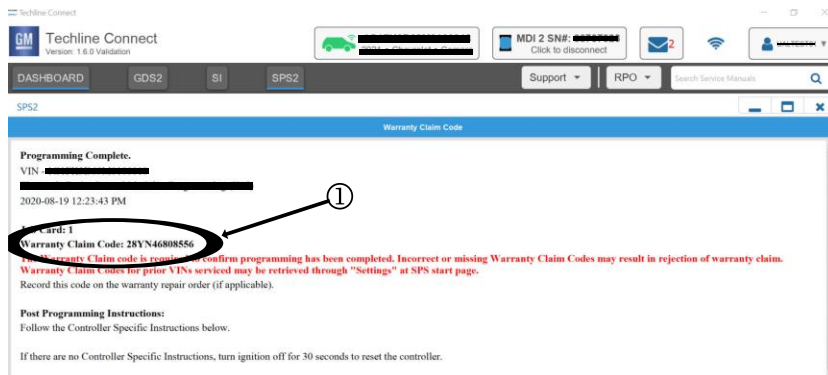 Techline Connect
GM
Techline Connect
Version: 1.6.0 Validation
MDI 2 SN#:
Click to disconnect
2
DASHBOARD GDS2 SI SPS2 Support RPO Search Service Manuals
SPS2
Warranty Claim Code
Programming Complete.
VIN -
2020-08-19 12:23:43 PM
①
Job Card: 1
Warranty Claim Code: 28YN46808556
The Warranty Claim code is required to confirm programming has been completed. Incorrect or missing Warranty Claim Codes may result in rejection of warranty claim.
Warranty Claim Codes for prior VINs serviced may be retrieved through "Settings" at SPS start page.
Record this code on the warranty repair order (if applicable).
Post Programming Instructions:
Follow the Controller Specific Instructions below.
If there are no Controller Specific Instructions, turn ignition off for 30 seconds to reset the controller.